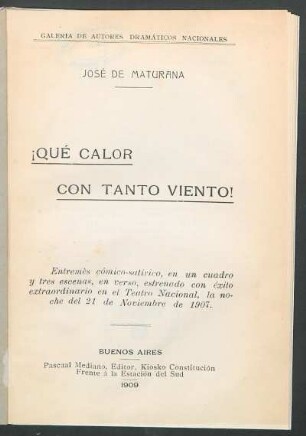 GALERÍA DE AUTORES DRAMÁTICOS NACIONALES
JOSÉ DE MATURANA
¡QUÉ CALOR
CON TANTO VIENTO!
Entremés cómico-satírico, en un cuadro
y tres escenas, en verso, estrenado con éxito
extraordinario en el Teatro Nacional, la no-
che del 21 de Noviembre de 1907.
BUENOS AIRES
Pascual Mediano, Editor, Kiosko Constitución
Frente á la Estación del Sud
1909